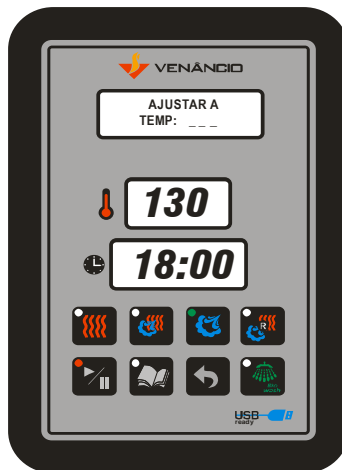 VENÂNCIO
AJUSTAR A
TEMP: _ _ _
130
18:00
R
USB
ready